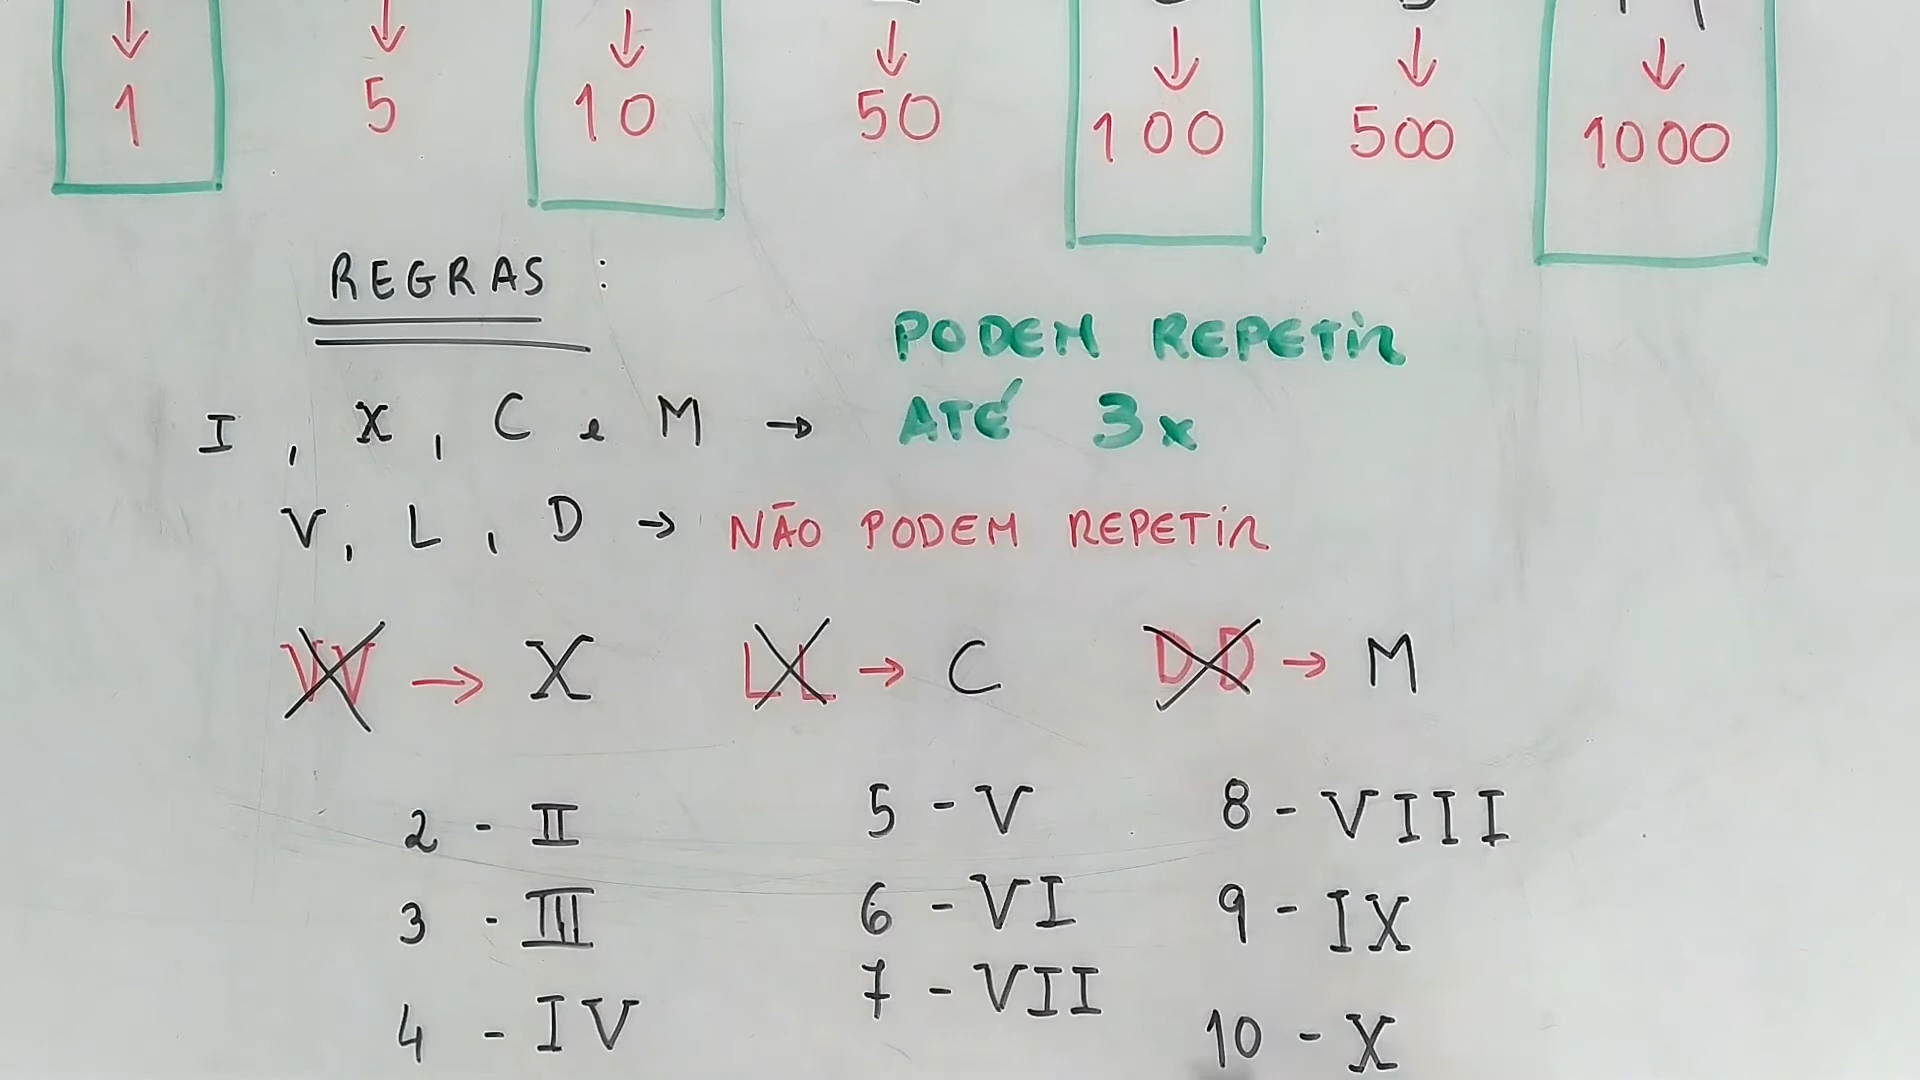 ↓ ↓ ↓ ↓ ↓ ↓ ↓
1 5 10 50 100 500 1000
REGRAS :
I , X , C e M → PODEM REPETIR
ATÉ 3x
V, L, D → NÃO PODEM REPETIR
VV → X LL → C DD → M
2 - II 5 - V 8 - VIII
3 - III 6 - VI 9 - IX
4 - IV 7 - VII 10 - X